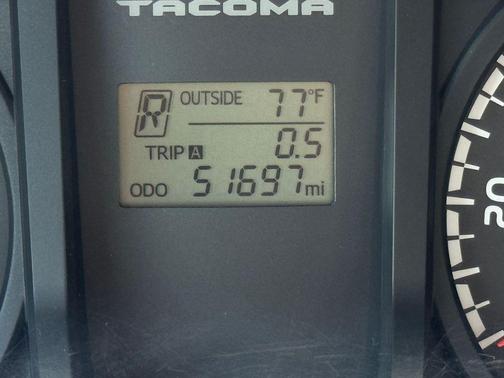 TACOMA
R OUTSIDE 77°F
TRIP A 0.5
ODO 51697 mi
20